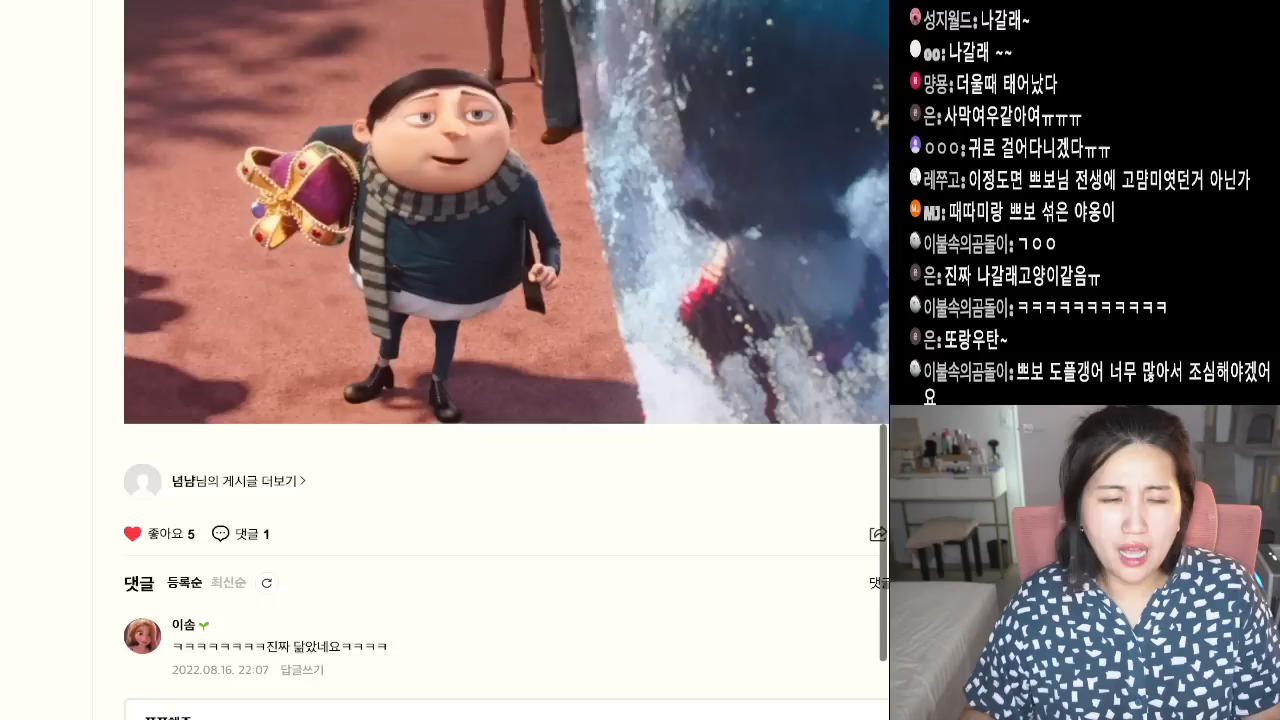 성지월드: 나갈래~
oo: 나갈래 ~~
먕묭: 더울때 태어났다
은: 사막여우같아여ㅠㅠㅠ
ㅇㅇㅇ: 귀로 걸어다니겠다ㅠㅠ
레쭈고: 이정도면 쁘보님 전생에 고먐미엿던거 아닌가
MJ: 때따미랑 쁘보 섞은 야옹이
이불속의곰돌이: ㄱㅇㅇ
은: 진짜 나갈래고양이같음ㅠ
이불속의곰돌이: ㅋㅋㅋㅋㅋㅋㅋㅋㅋㅋㅋ
은: 또랑우탄~
이불속의곰돌이: 쁘보 도플갱어 너무 많아서 조심해야겠어
요
념냥님의 게시글 더보기 >
좋아요 5 댓글 1
댓글 등록순 최신순
이솜
ㅋㅋㅋㅋㅋㅋㅋㅋ진짜 닮았네요ㅋㅋㅋㅋ
2022.08.16. 22:07 답글쓰기